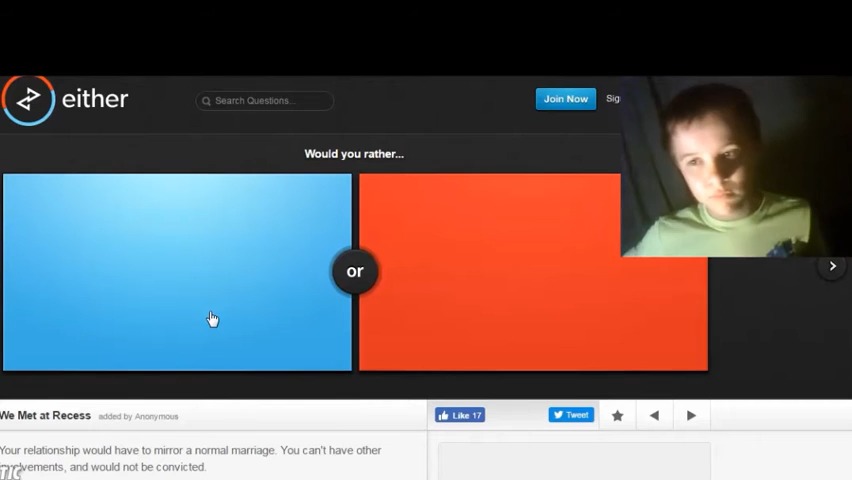 either
Search Questions...
Join Now
Would you rather...
or
We Met at Recess added by Anonymous
Like 17
Tweet
Your relationship would have to mirror a normal marriage. You can't have other
and would not be convicted.